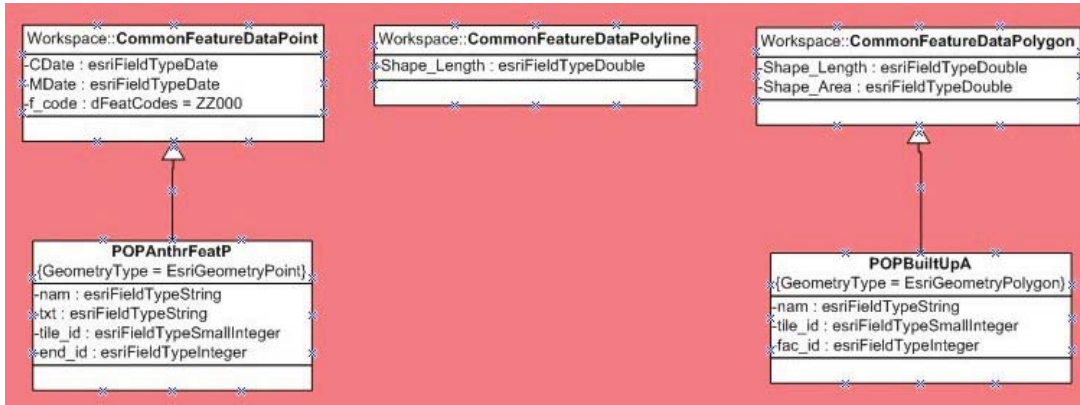 Workspace::CommonFeatureDataPoint
-CDate : esriFieldTypeDate
-MDate : esriFieldTypeDate
-f_code : dFeatCodes = ZZ000
Workspace::CommonFeatureDataPolyline
-Shape_Length : esriFieldTypeDouble
Workspace::CommonFeatureDataPolygon
-Shape_Length : esriFieldTypeDouble
-Shape_Area : esriFieldTypeDouble
POPAnthrFeatP
{GeometryType = EsriGeometryPoint}
-nam : esriFieldTypeString
-txt : esriFieldTypeString
-tile_id : esriFieldTypeSmallInteger
-end_id : esriFieldTypeInteger
POPBuiltUpA
{GeometryType = EsriGeometryPolygon}
-nam : esriFieldTypeString
-tile_id : esriFieldTypeSmallInteger
-fac_id : esriFieldTypeInteger